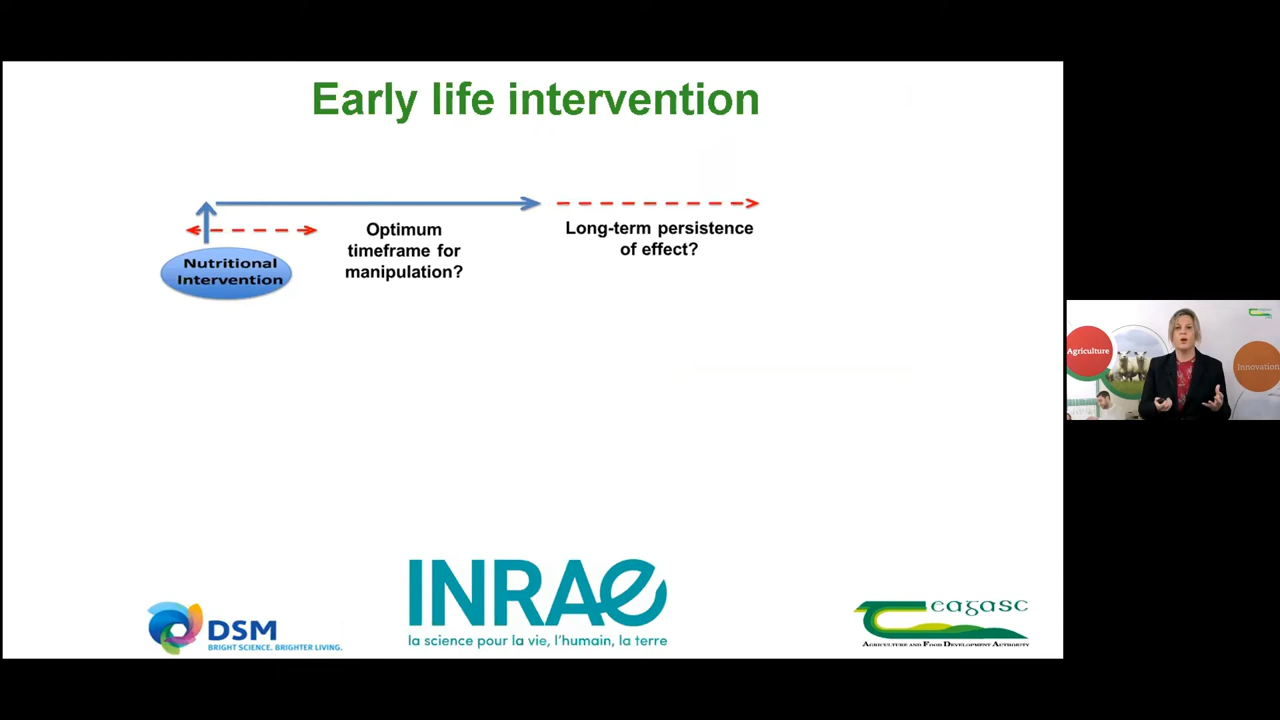 Early life intervention
Optimum
timeframe for
manipulation?
Long-term persistence
of effect?
Nutritional
Intervention
Agriculture
Innovation
INRAE
la science pour la vie, l'humain, la terre
DSM
BRIGHT SCIENCE. BRIGHTER LIVING.
eagasc
AGRICULTURE AND FOOD DEVELOPMENT AUTHORITY